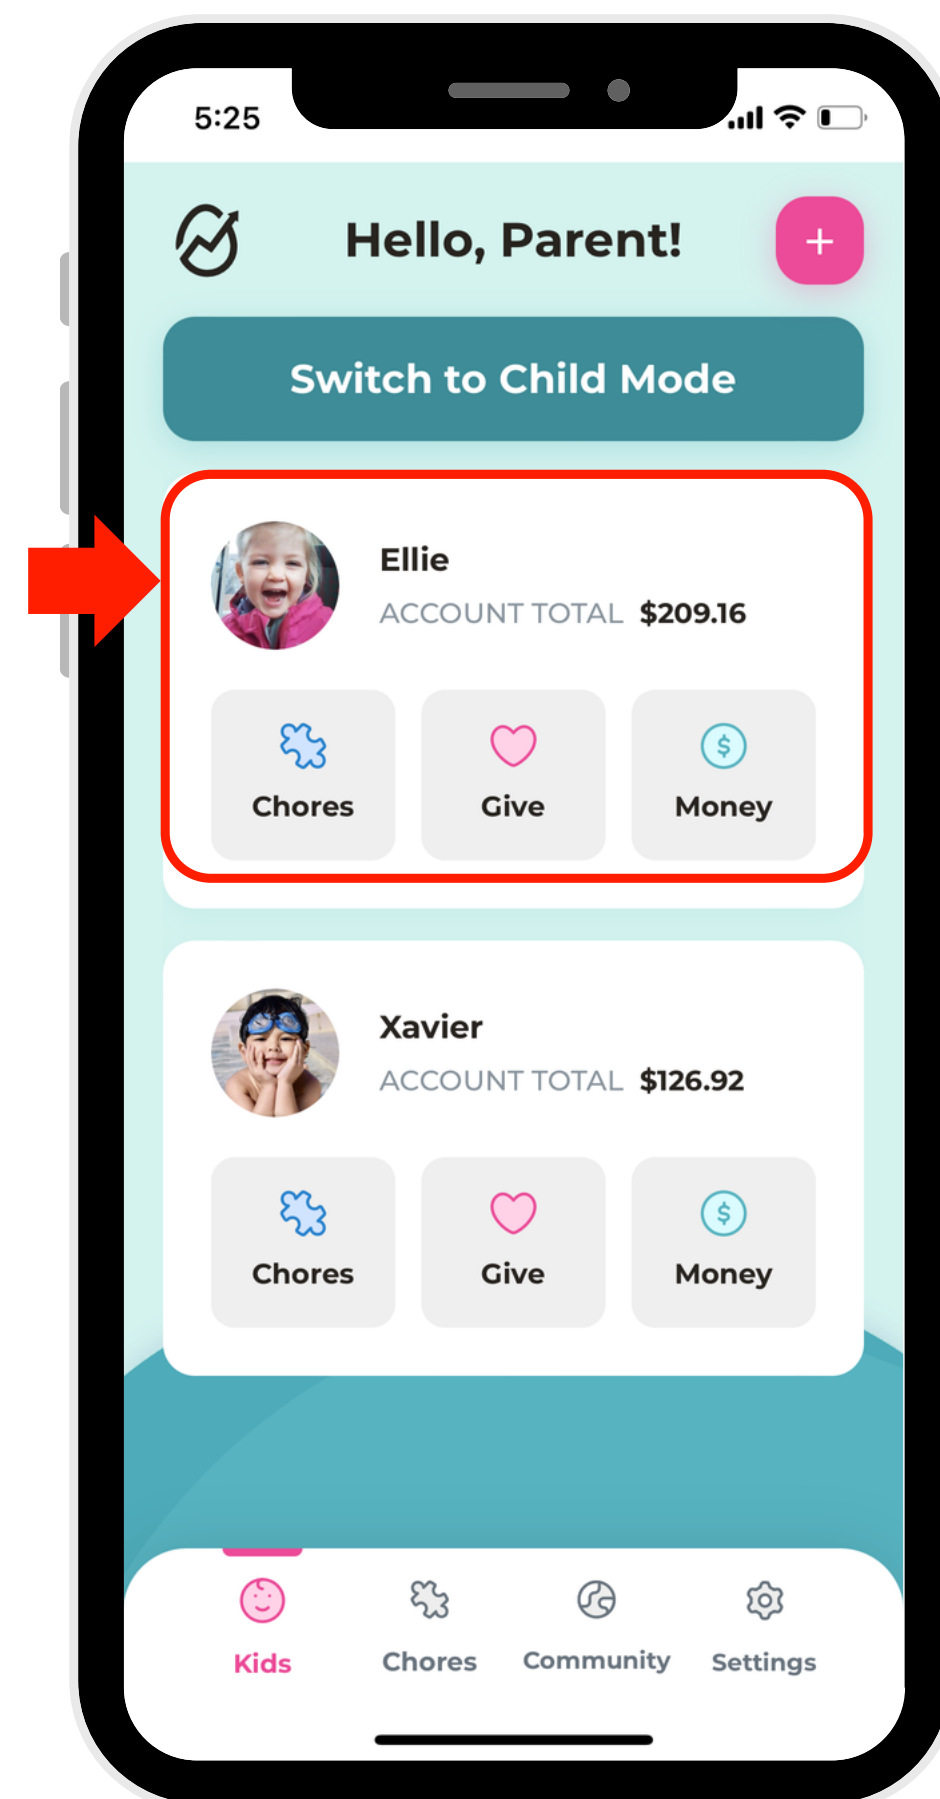 5:25
Hello, Parent!
+
Switch to Child Mode
Ellie
ACCOUNT TOTAL $209.16
$
Chores Give Money
Xavier
ACCOUNT TOTAL $126.92
$
Chores Give Money
Kids Chores Community Settings